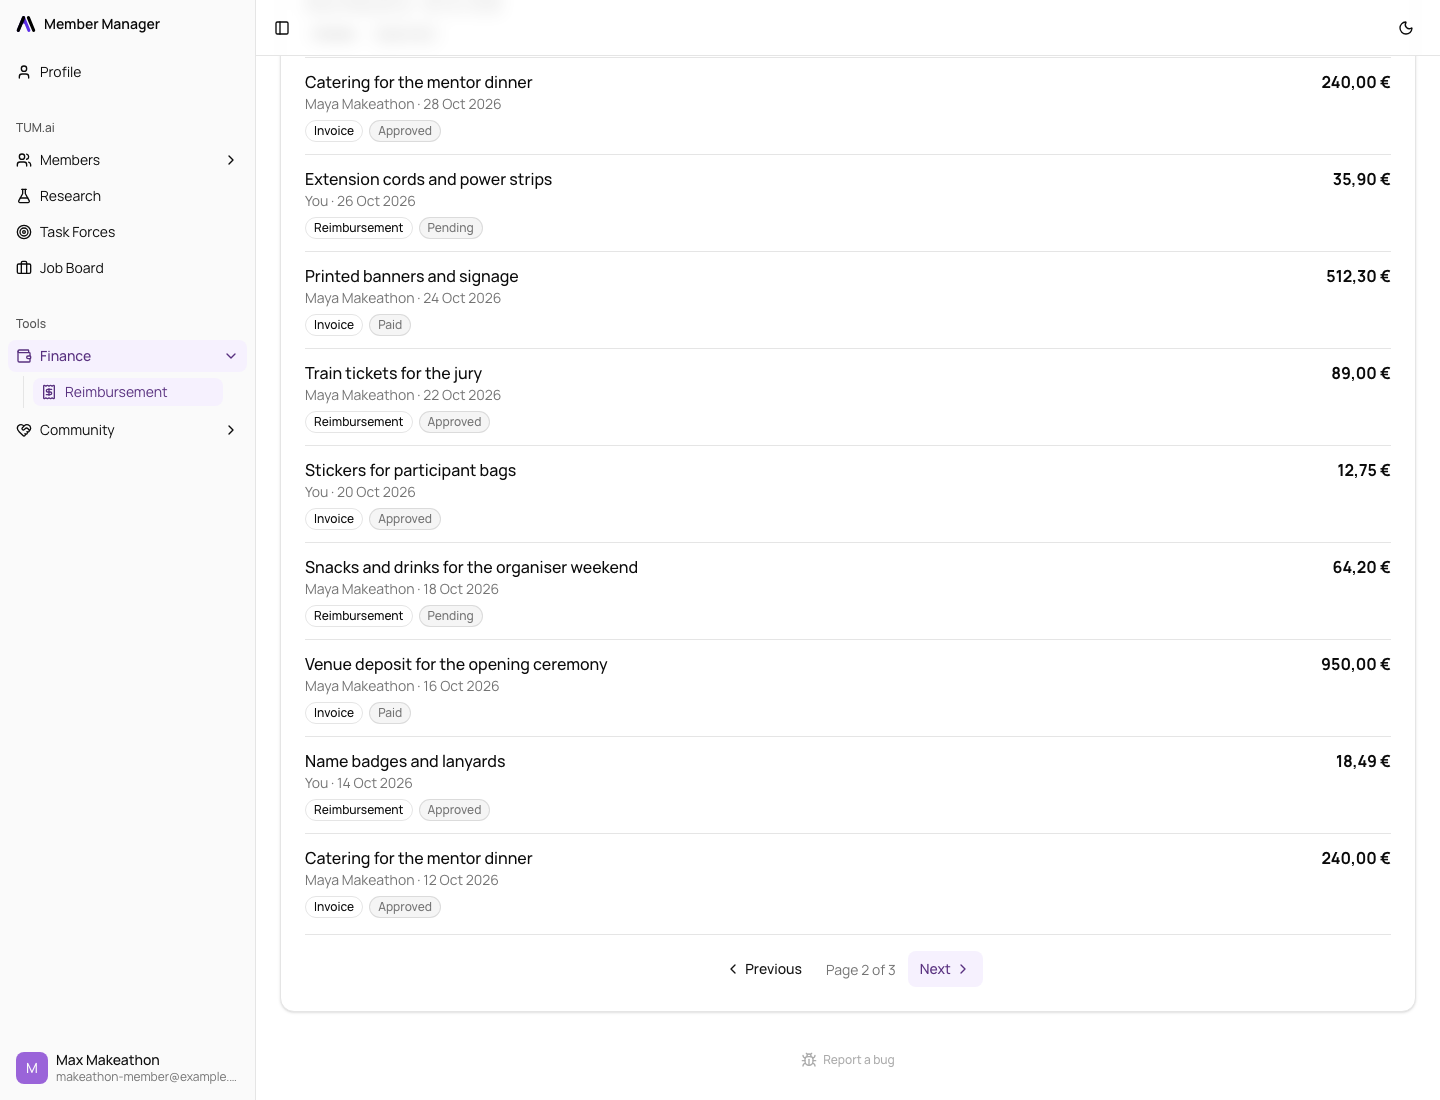 Member Manager
Profile
TUM.ai
Members
Research
Task Forces
Job Board
Tools
Finance
Reimbursement
Community
Max Makeathon
makeathon-member@example....
Catering for the mentor dinner
240,00 €
Maya Makeathon · 28 Oct 2026
Invoice Approved
Extension cords and power strips
35,90 €
You · 26 Oct 2026
Reimbursement Pending
Printed banners and signage
512,30 €
Maya Makeathon · 24 Oct 2026
Invoice Paid
Train tickets for the jury
89,00 €
Maya Makeathon · 22 Oct 2026
Reimbursement Approved
Stickers for participant bags
12,75 €
You · 20 Oct 2026
Invoice Approved
Snacks and drinks for the organiser weekend
64,20 €
Maya Makeathon · 18 Oct 2026
Reimbursement Pending
Venue deposit for the opening ceremony
950,00 €
Maya Makeathon · 16 Oct 2026
Invoice Paid
Name badges and lanyards
18,49 €
You · 14 Oct 2026
Reimbursement Approved
Catering for the mentor dinner
240,00 €
Maya Makeathon · 12 Oct 2026
Invoice Approved
Previous Page 2 of 3 Next
Report a bug
M